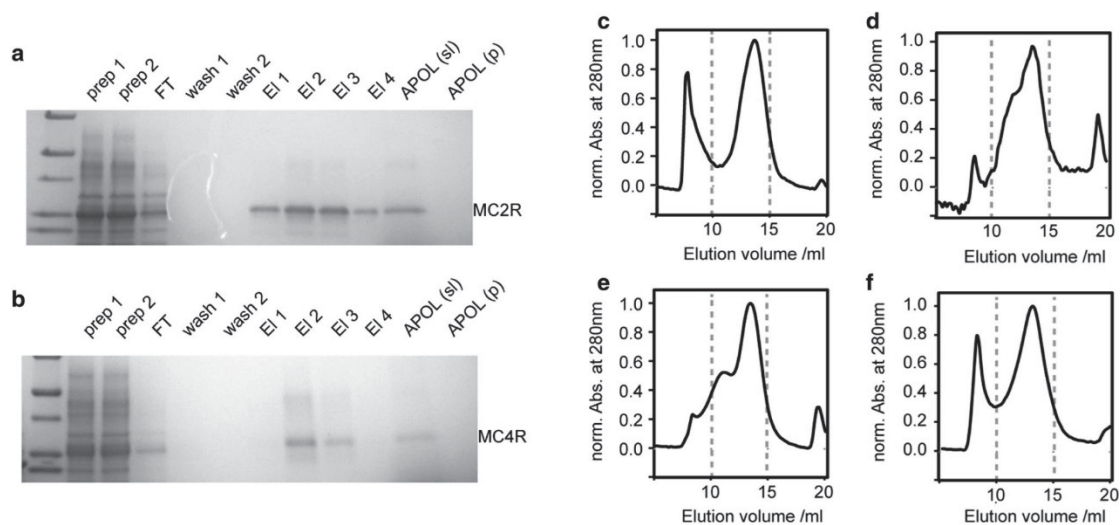 a
prep 1
prep 2
FT
wash 1
wash 2
El 1
El 2
El 3
El 4
APOL (sl)
APOL (p)
MC2R
b
prep 1
prep 2
FT
wash 1
wash 2
El 1
El 2
El 3
El 4
APOL (sl)
APOL (p)
MC4R
c
norm. Abs. at 280nm
1.0
0.8
0.6
0.4
0.2
0.0
10 15 20
Elution volume /ml
d
norm. Abs. at 280nm
1.0
0.8
0.6
0.4
0.2
0.0
10 15 20
Elution volume /ml
e
norm. Abs. at 280nm
1.0
0.8
0.6
0.4
0.2
0.0
10 15 20
Elution volume /ml
f
norm. Abs. at 280nm
1.0
0.8
0.6
0.4
0.2
0.0
10 15 20
Elution volume /ml